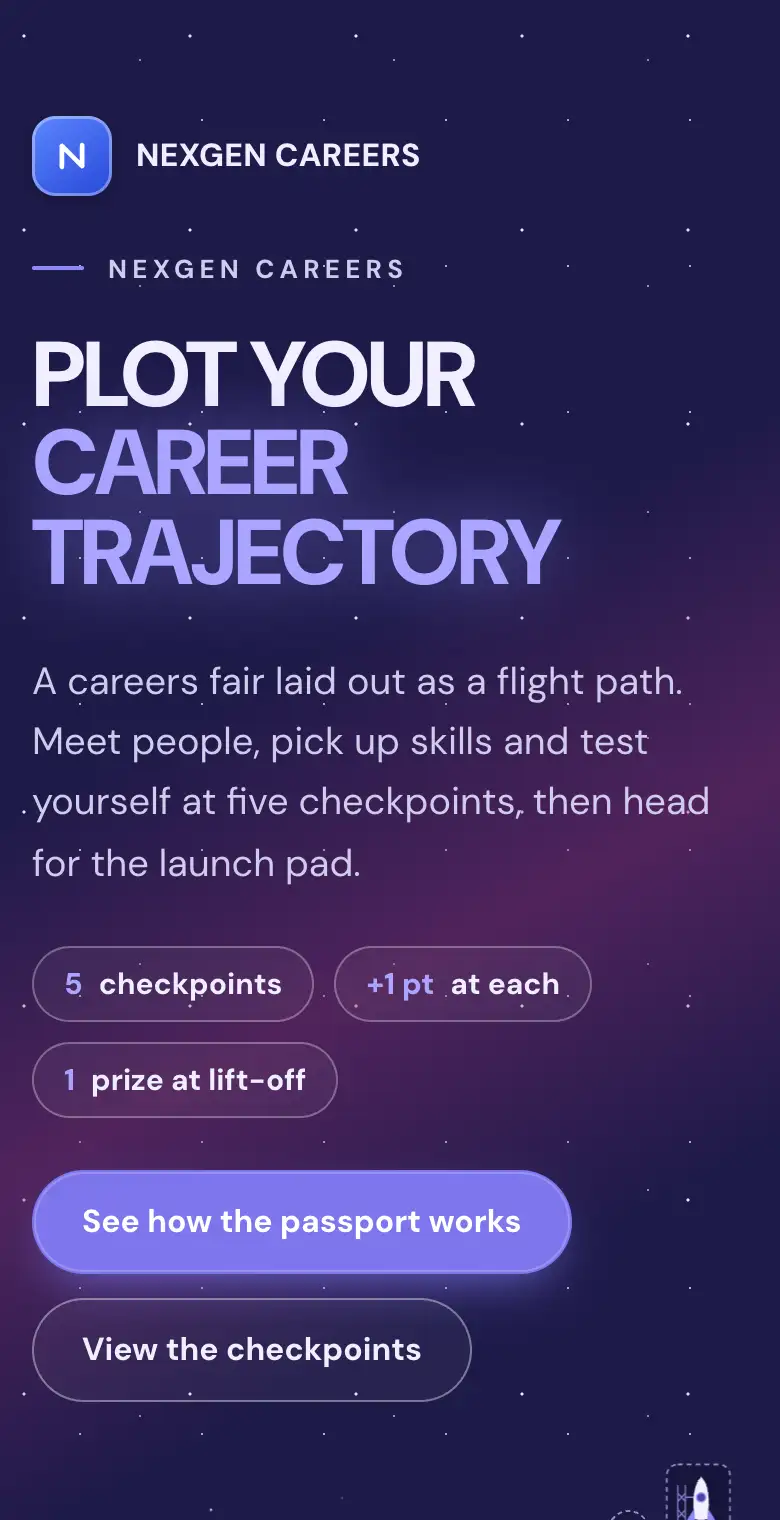 N
NEXGEN CAREERS
NEXGEN CAREERS
PLOT YOUR
CAREER
TRAJECTORY
A careers fair laid out as a flight path.
Meet people, pick up skills and test
yourself at five checkpoints, then head
for the launch pad.
5 checkpoints
+1 pt at each
1 prize at lift-off
See how the passport works
View the checkpoints